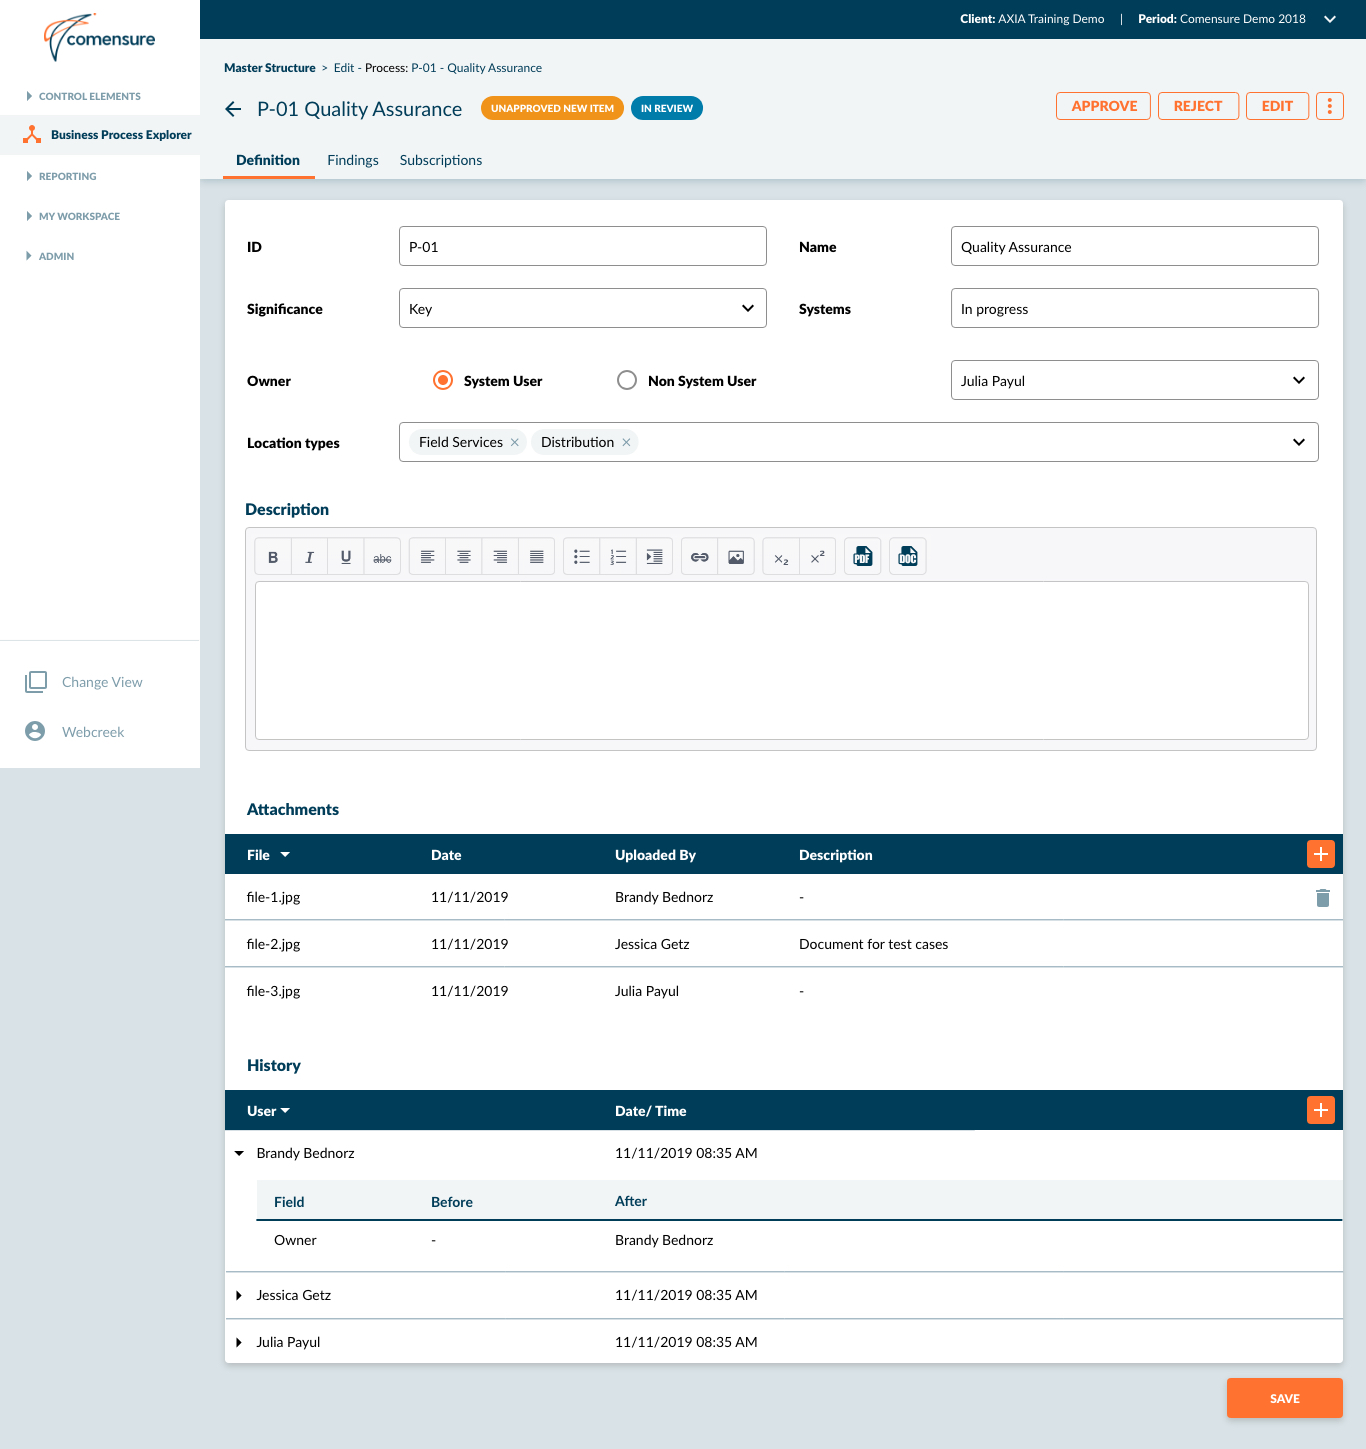 comensure
Client: AXIA Training Demo | Period: Comensure Demo 2018
CONTROL ELEMENTS
Business Process Explorer
REPORTING
MY WORKSPACE
ADMIN
Change View
Webcreek
Master Structure > Edit - Process: P-01 - Quality Assurance
P-01 Quality Assurance UNAPPROVED NEW ITEM IN REVIEW APPROVE REJECT EDIT
Definition Findings Subscriptions
ID P-01 Name Quality Assurance
Significance Key Systems In progress
Owner System User Non System User Julia Payul
Location types Field Services × Distribution ×
Description
B I U abc x₂ x² PDF DOC
Attachments
File Date Uploaded By Description +
file-1.jpg 11/11/2019 Brandy Bednorz -
file-2.jpg 11/11/2019 Jessica Getz Document for test cases
file-3.jpg 11/11/2019 Julia Payul -
History
User Date/ Time +
Brandy Bednorz 11/11/2019 08:35 AM
Field Before After
Owner - Brandy Bednorz
Jessica Getz 11/11/2019 08:35 AM
Julia Payul 11/11/2019 08:35 AM
SAVE